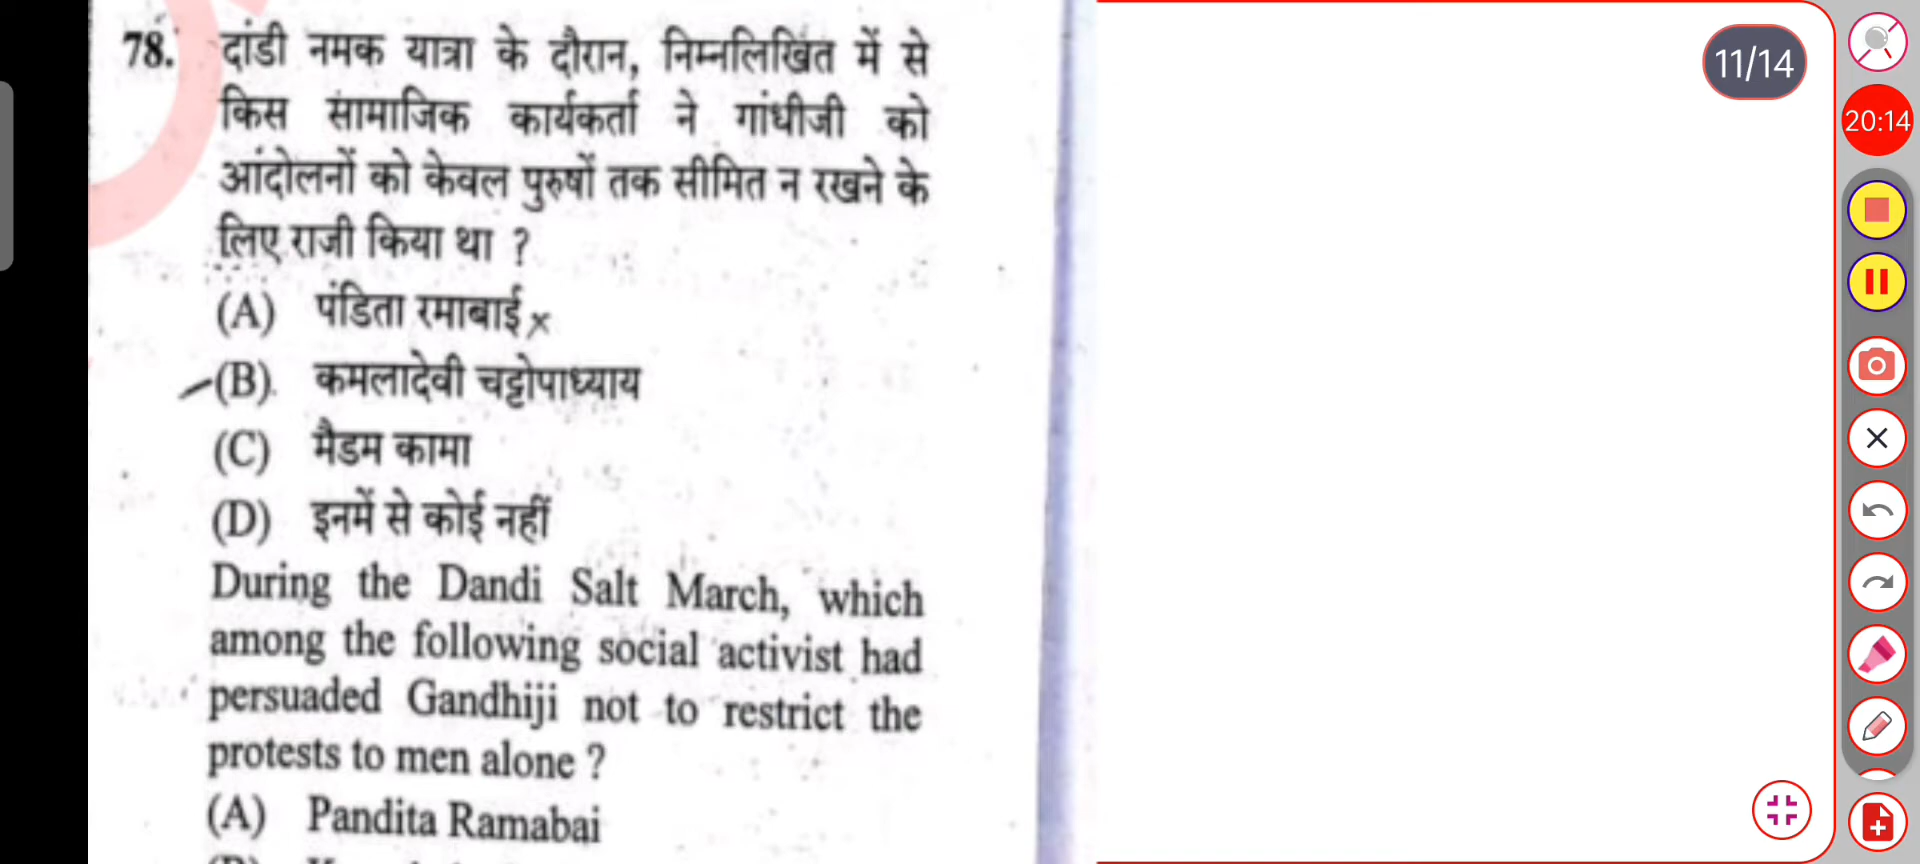 78. दांडी नमक यात्रा के दौरान, निम्नलिखित में से
किस सामाजिक कार्यकर्ता ने गांधीजी को
आंदोलनों को केवल पुरुषों तक सीमित न रखने के
लिए राजी किया था ?
(A) पंडिता रमाबाई x
(B) कमलादेवी चट्टोपाध्याय
(C) मैडम कामा
(D) इनमें से कोई नहीं
During the Dandi Salt March, which
among the following social activist had
persuaded Gandhiji not to restrict the
protests to men alone ?
(A) Pandita Ramabai
11/14
20:14